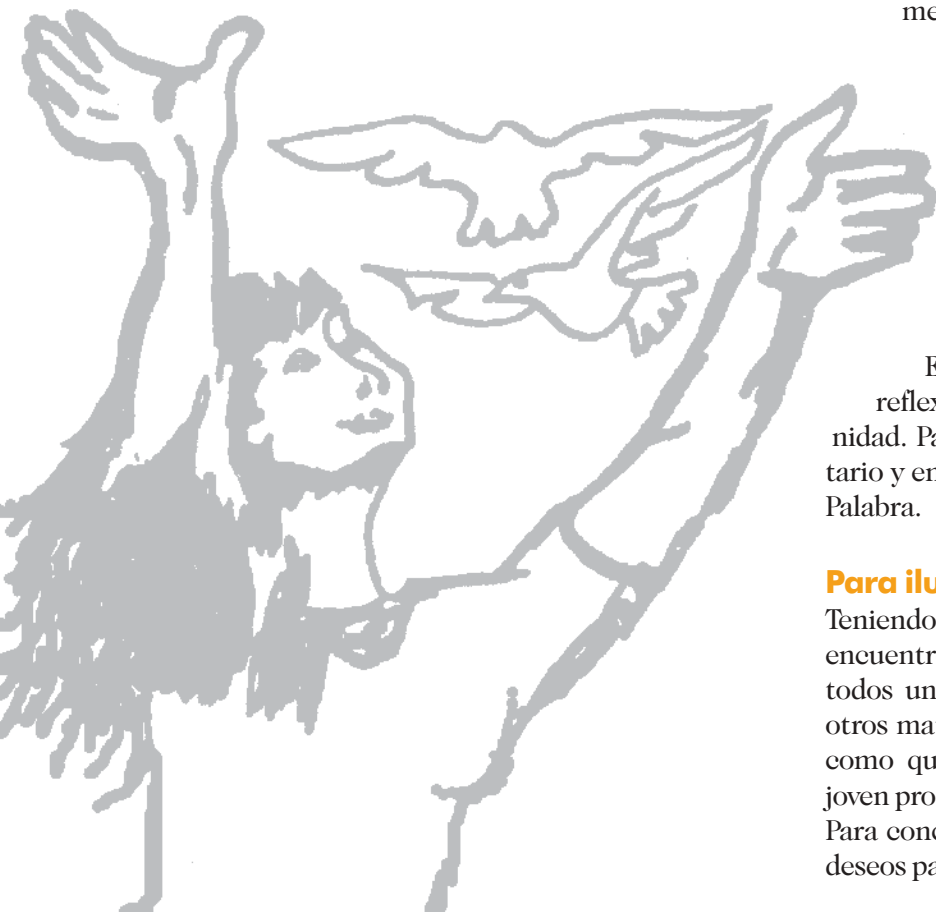 me
E
reflex
nidad. Pa
tario y en
Palabra.
Para ilu
Teniendo
encuentr
todos un
otros ma
como qu
joven pro
Para conc
deseos pa